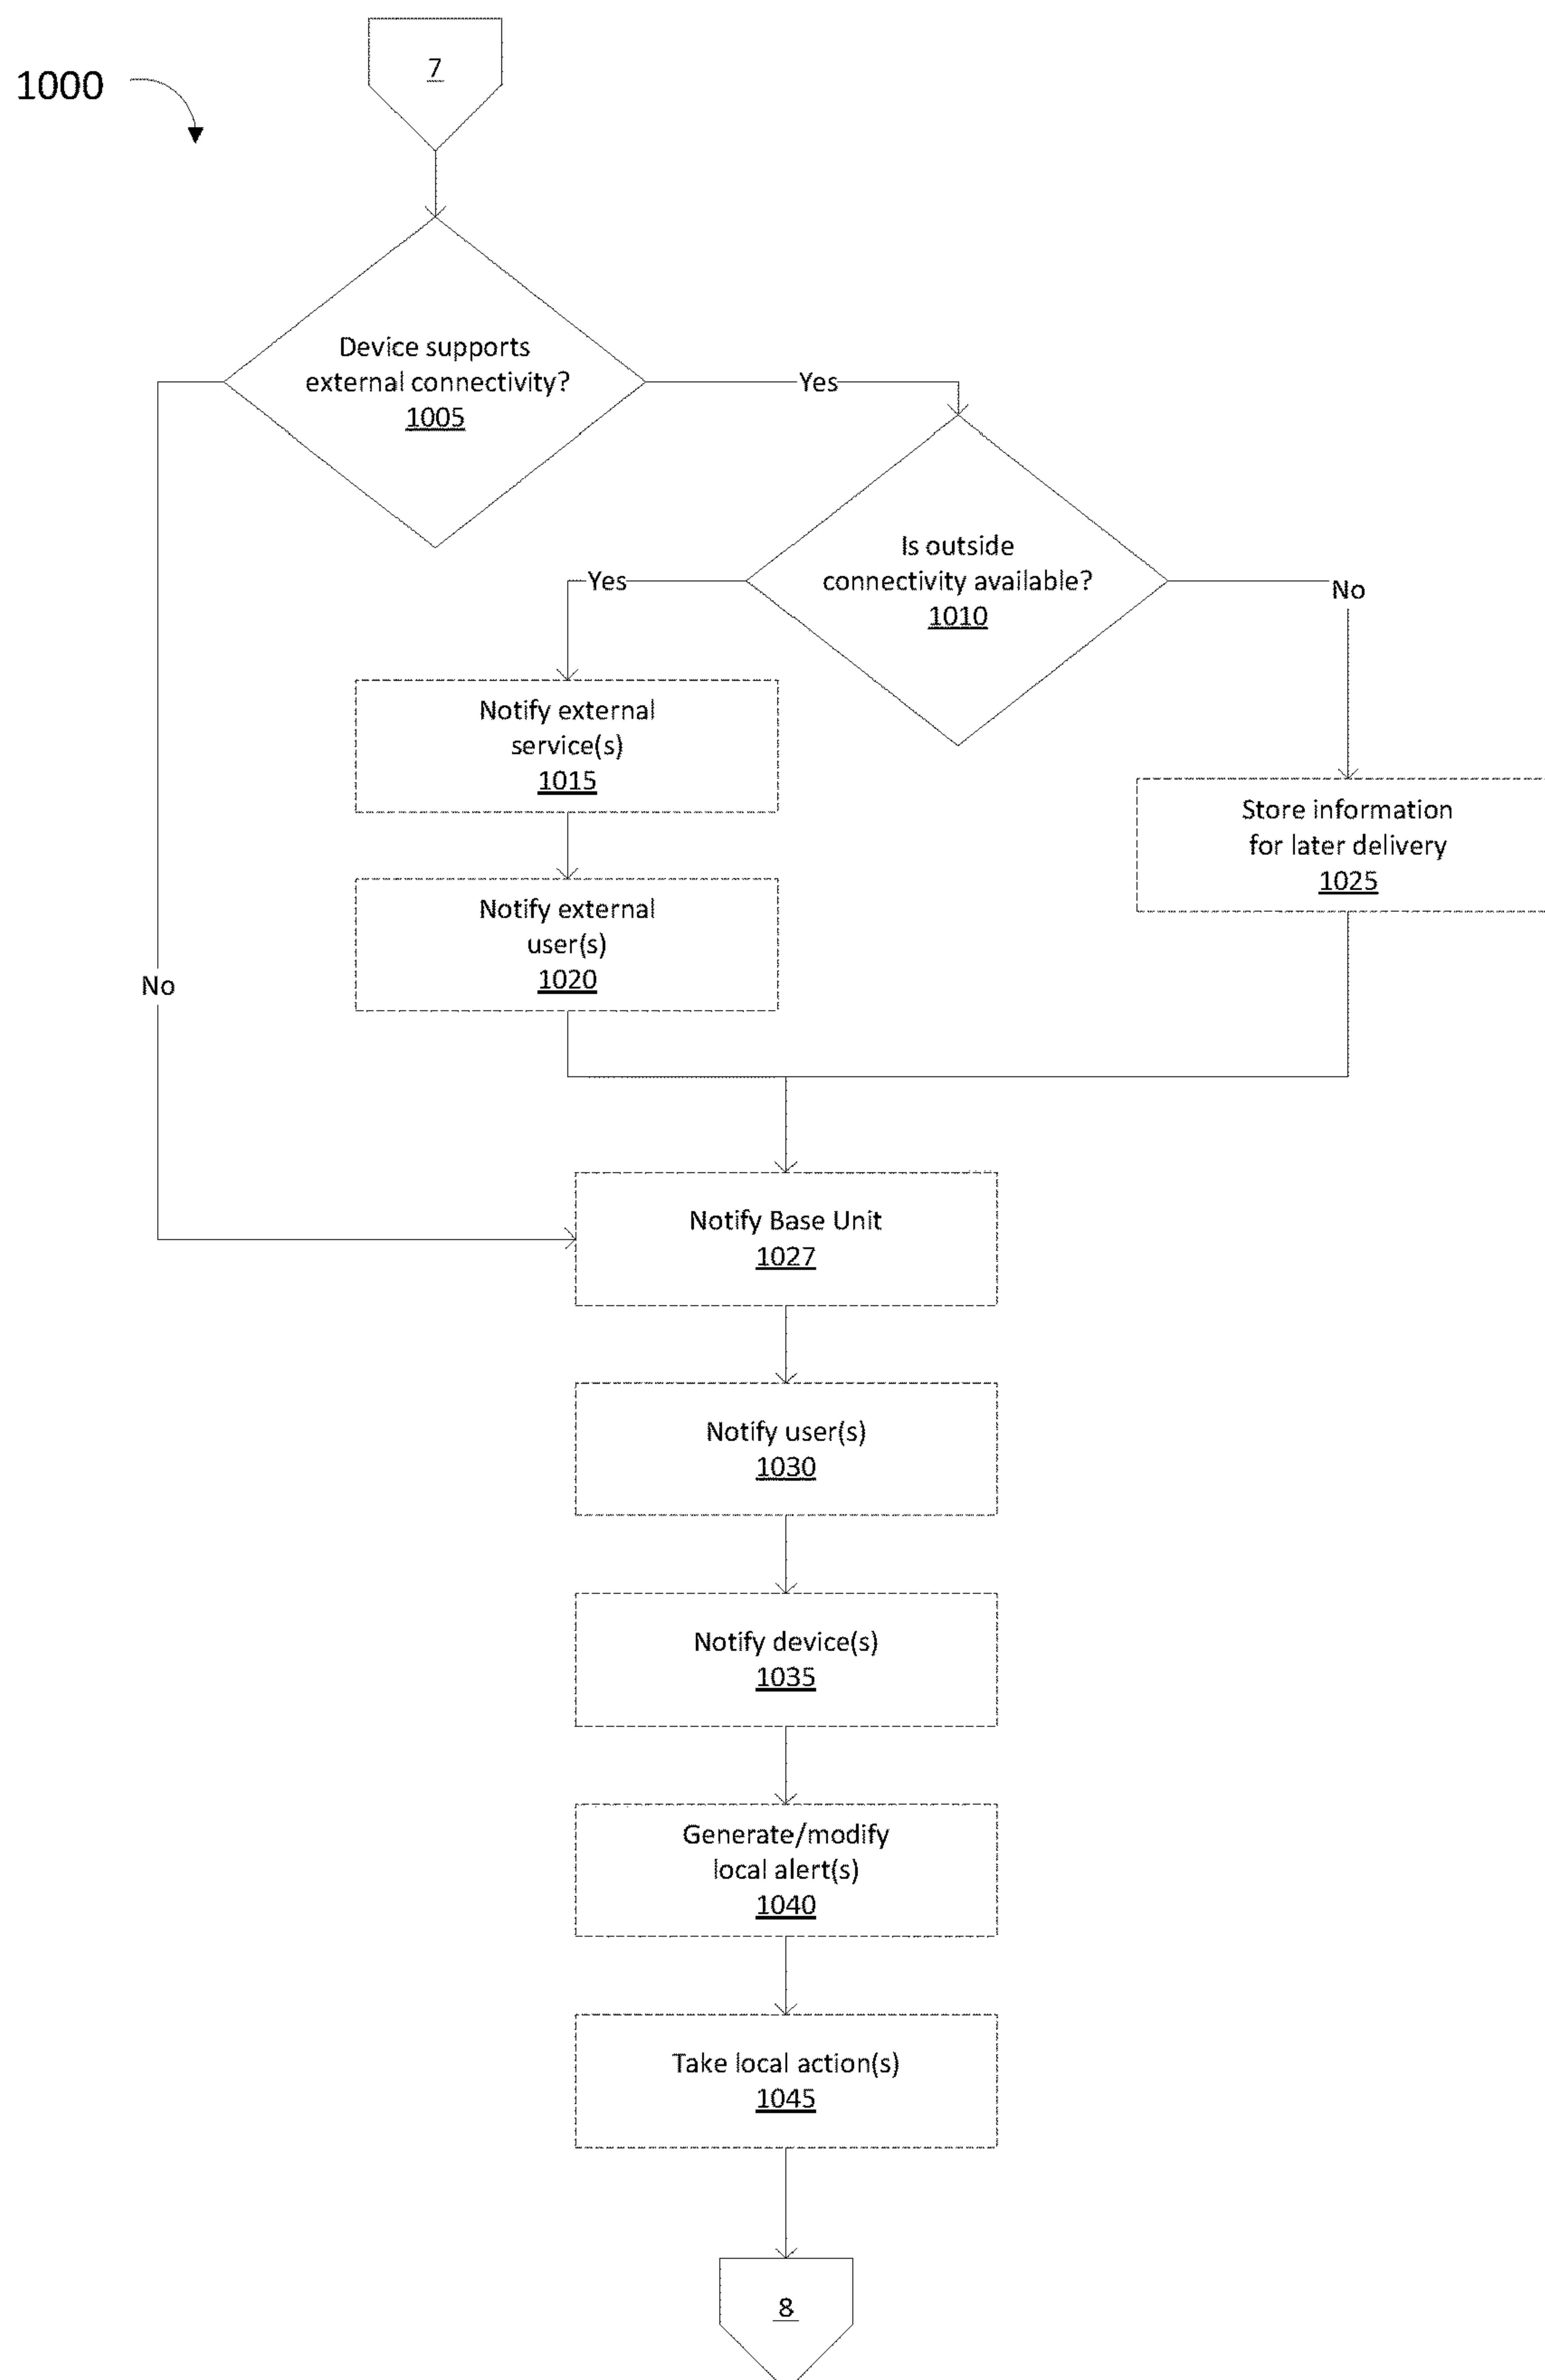 1000
7
Device supports
external connectivity?
1005
Yes
Is outside
connectivity available?
1010
Yes
No
Notify external
service(s)
1015
Store information
for later delivery
1025
Notify external
user(s)
1020
No
Notify Base Unit
1027
Notify user(s)
1030
Notify device(s)
1035
Generate/modify
local alert(s)
1040
Take local action(s)
1045
8